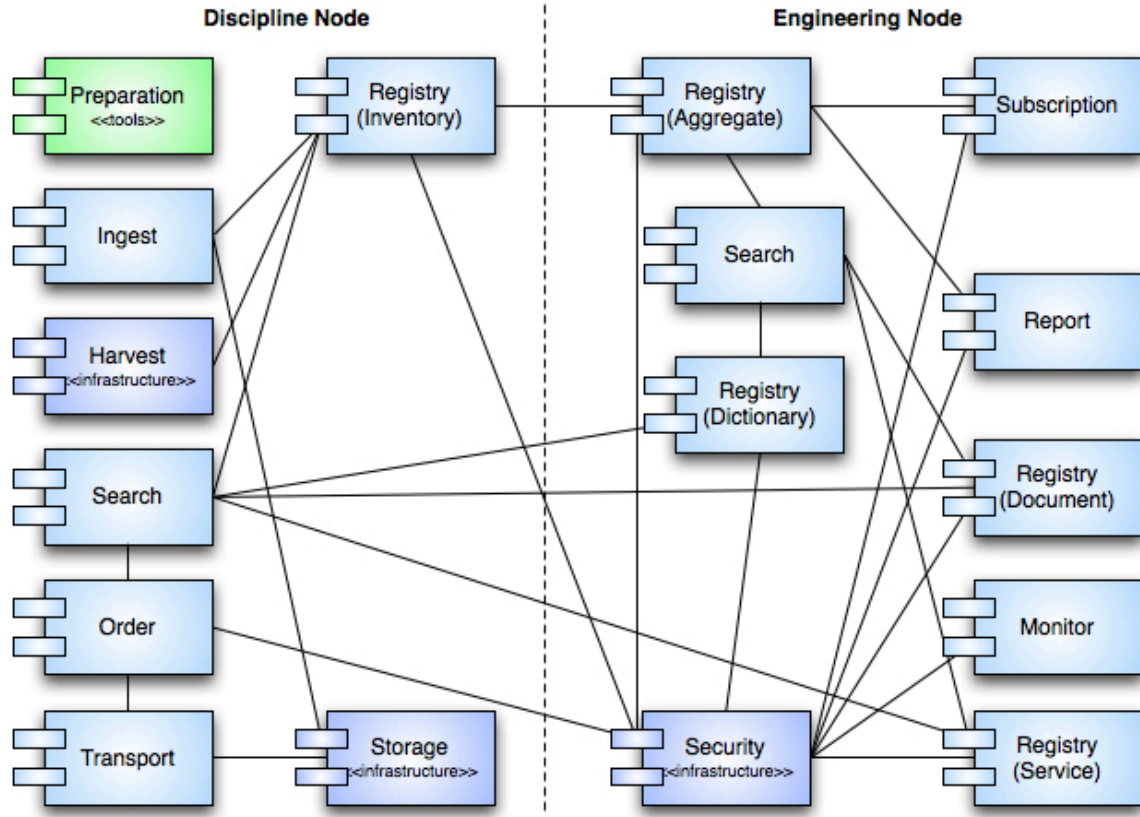 Discipline Node
Engineering Node
Preparation
<<tools>>
Registry
(Inventory)
Registry
(Aggregate)
Subscription
Ingest
Search
Harvest
<<infrastructure>>
Report
Registry
(Dictionary)
Search
Registry
(Document)
Order
Monitor
Transport
Storage
<<infrastructure>>
Security
<<infrastructure>>
Registry
(Service)